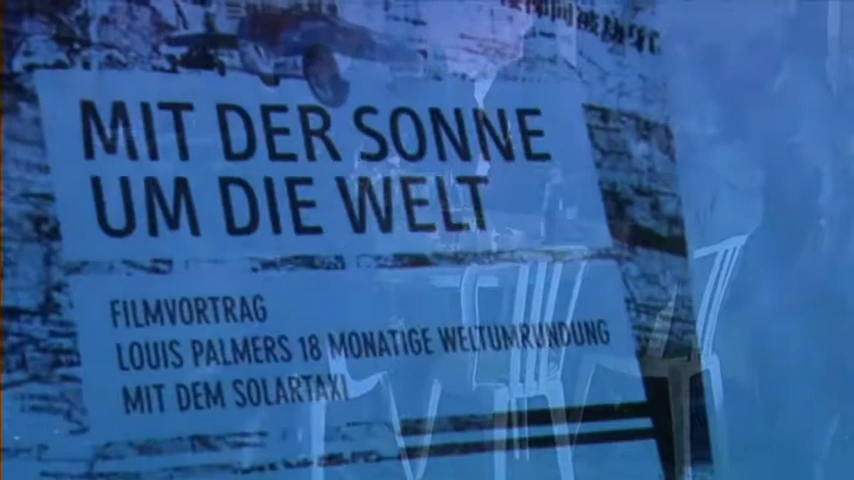 MIT DER SONNE
UM DIE WELT
FILMVORTRAG
LOUIS PALMERS 18 MONATIGE WELTUMRUNDUNG
MIT DEM SOLARTAXI